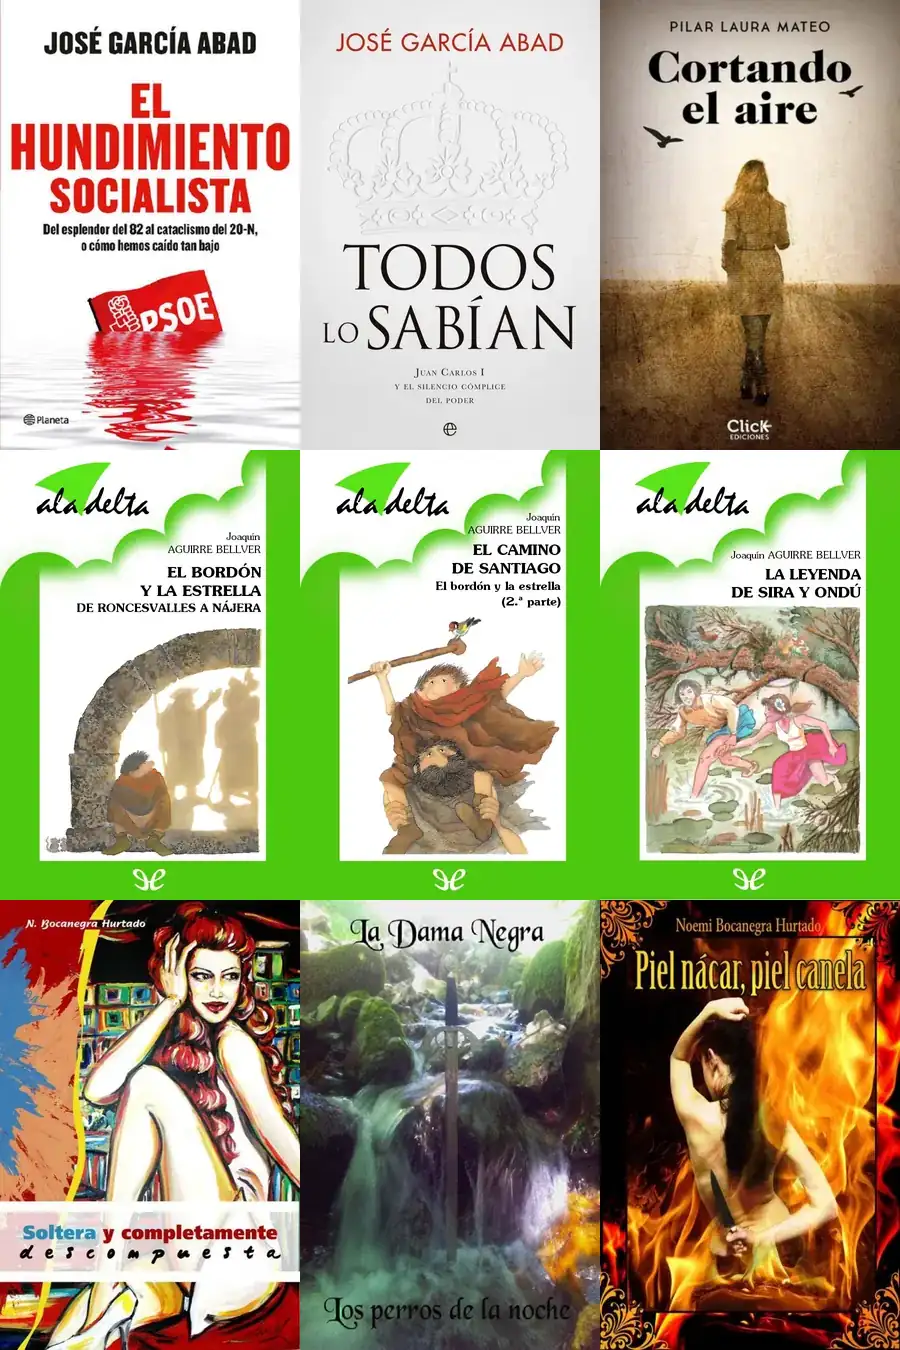 JOSÉ GARCÍA ABAD
EL
HUNDIMIENTO
SOCIALISTA
Del esplendor del 82 al cataclismo del 20-N,
o cómo hemos caído tan bajo
PSOE
Planeta
JOSÉ GARCÍA ABAD
TODOS
LO SABÍAN
JUAN CARLOS I
Y EL SILENCIO CÓMPLICE
DEL PODER
e
PILAR LAURA MATEO
Cortando
el aire
Click
EDICIONES
ala delta
Joaquín
AGUIRRE BELLVER
EL BORDÓN
Y LA ESTRELLA
DE RONCESVALLES A NÁJERA
ala delta
Joaquín
AGUIRRE BELLVER
EL CAMINO
DE SANTIAGO
El bordón y la estrella
(2.ª parte)
ala delta
Joaquín AGUIRRE BELLVER
LA LEYENDA
DE SIRA Y ONDÚ
N. Bocanegra Hurtado
Soltera y completamente
descompuesta
La Dama Negra
Los perros de la noche
Noemi Bocanegra Hurtado
Piel nácar, piel canela